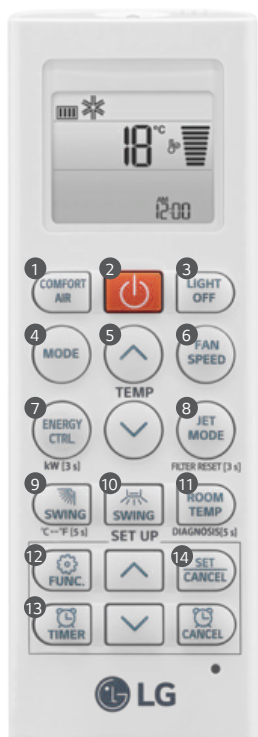 18 °C
AM
12:00
1 2 3
COMFORT
AIR
LIGHT
OFF
4 5 6
MODE
FAN
SPEED
TEMP
7 8
ENERGY
CTRL
JET
MODE
kW [3 s]
FILTER RESET [3 s]
9 10 11
SWING
SWING
ROOM
TEMP
°C↔°F [5 s]
DIAGNOSIS[5 s]
SET UP
12 14
FUNC.
SET
CANCEL
13
TIMER
CANCEL
LG LG